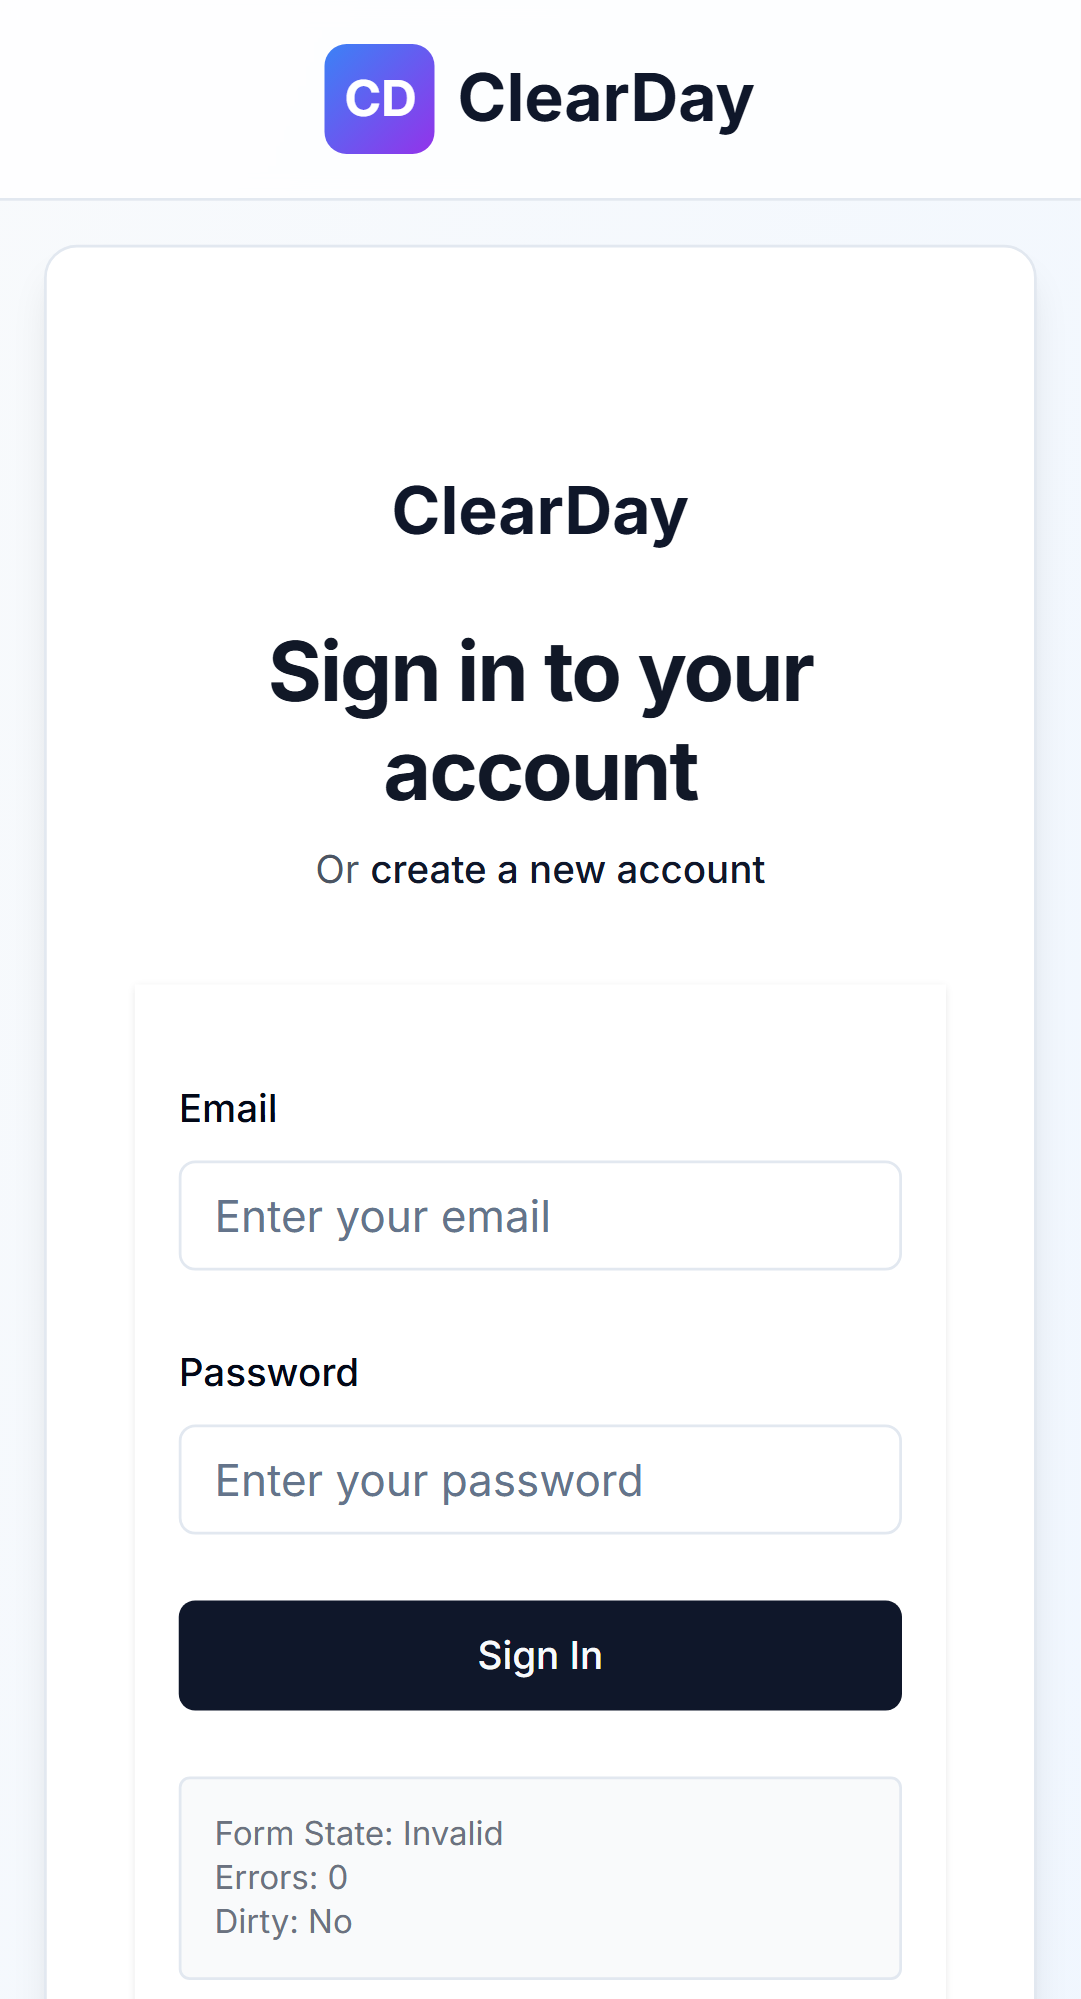 CD ClearDay
ClearDay
Sign in to your
account
Or create a new account
Email
Enter your email
Password
Enter your password
Sign In
Form State: Invalid
Errors: 0
Dirty: No